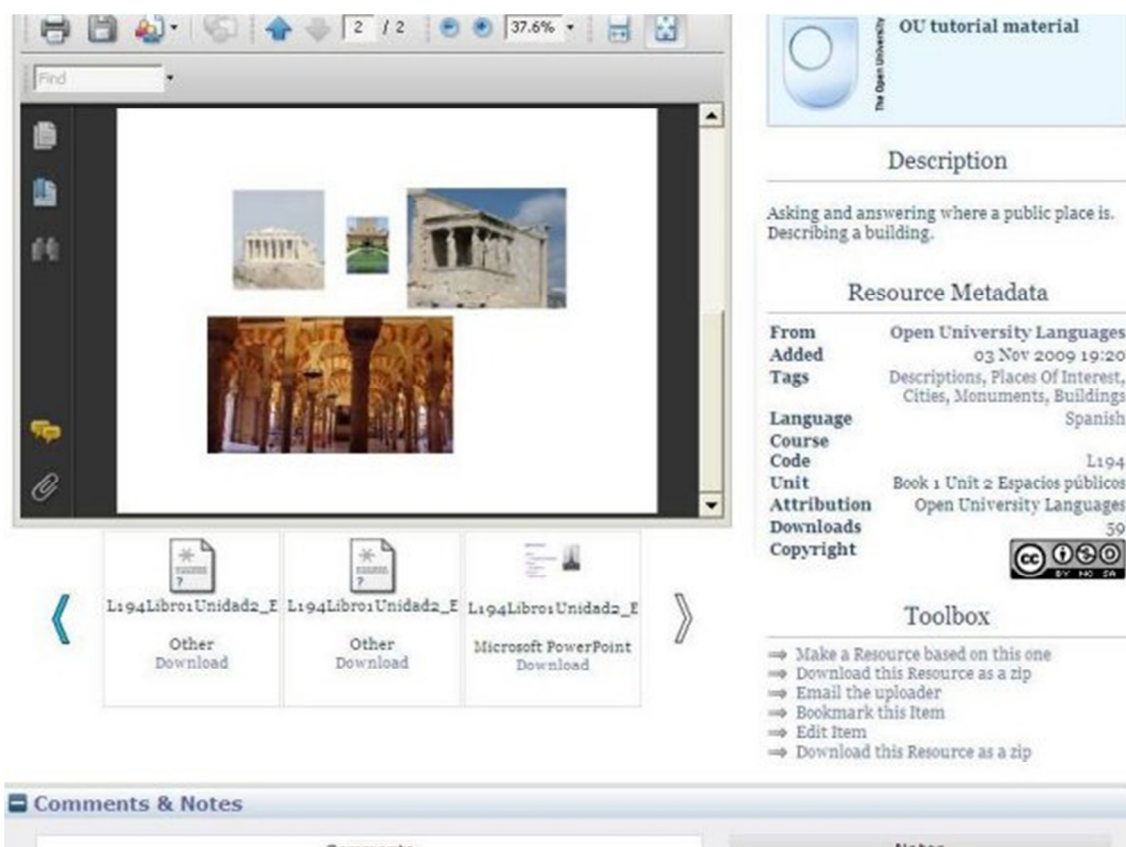 2 / 2
37.6%
Find
OU tutorial material
The Open University
Description
Asking and answering where a public place is.
Describing a building.
Resource Metadata
From Open University Languages
Added 03 Nov 2009 19:20
Tags Descriptions, Places Of Interest,
Cities, Monuments, Buildings
Language Spanish
Course
Code L194
Unit Book 1 Unit 2 Espacios públicos
Attribution Open University Languages
Downloads 59
Copyright
cc BY NC SA
L194Libro1Unidad2_E
Other
Download
L194Libro1Unidad2_E
Other
Download
L194Libro1Unidad2_E
Microsoft PowerPoint
Download
Toolbox
Make a Resource based on this one
Download this Resource as a zip
Email the uploader
Bookmark this Item
Edit Item
Download this Resource as a zip
Comments & Notes
Comments
Notes